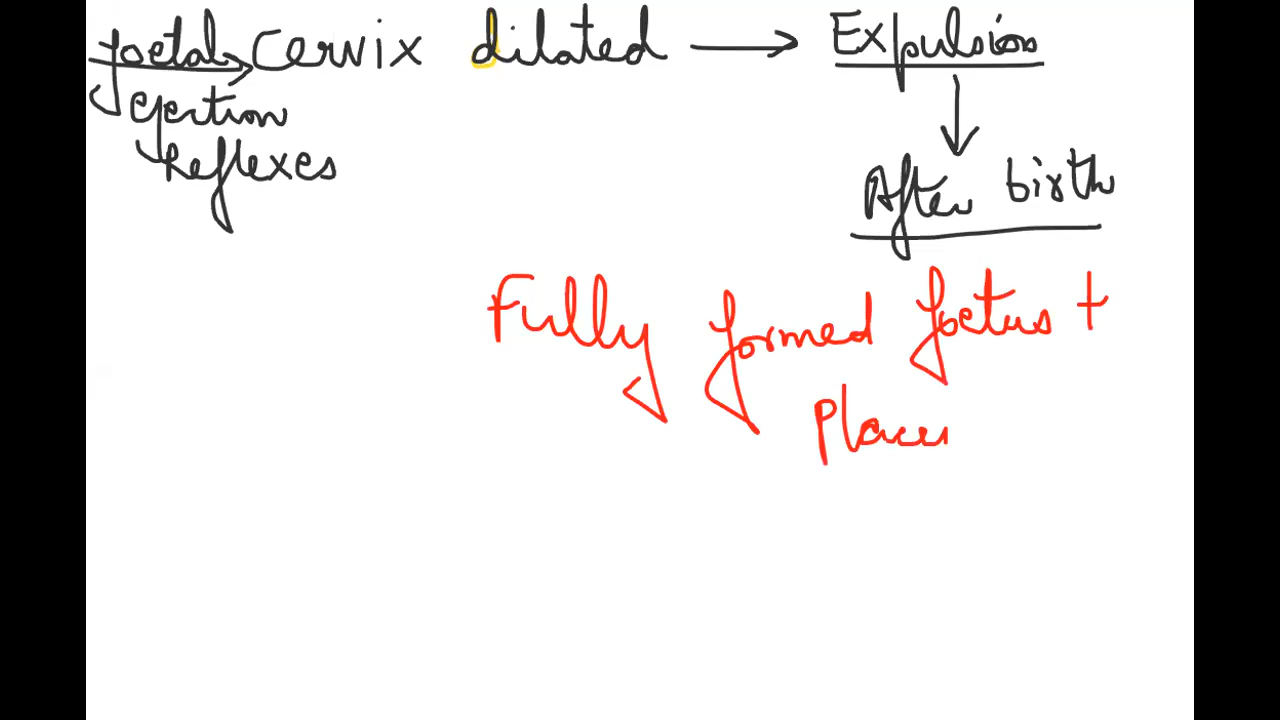 foetal Cervix dilated → Expulsion
ejection
Reflexes
↓
After birth
Fully formed foetus +
Placen